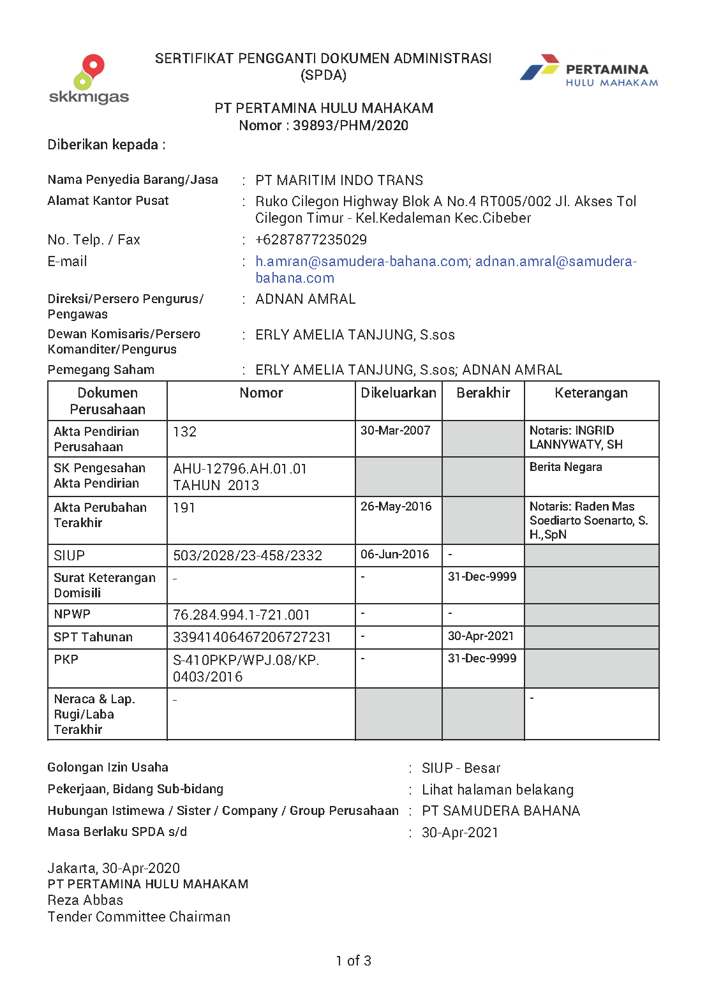 SERTIFIKAT PENGGANTI DOKUMEN ADMINISTRASI
(SPDA)
skkmigas
PERTAMINA
HULU MAHAKAM
PT PERTAMINA HULU MAHAKAM
Nomor : 39893/PHM/2020
Diberikan kepada :
Nama Penyedia Barang/Jasa : PT MARITIM INDO TRANS
Alamat Kantor Pusat : Ruko Cilegon Highway Blok A No.4 RT005/002 Jl. Akses Tol
Cilegon Timur - Kel.Kedaleman Kec.Cibeber
No. Telp. / Fax : +6287877235029
E-mail : h.amran@samudera-bahana.com; adnan.amral@samudera-
bahana.com
Direksi/Persero Pengurus/ : ADNAN AMRAL
Pengawas
Dewan Komisaris/Persero : ERLY AMELIA TANJUNG, S.sos
Komanditer/Pengurus
Pemegang Saham : ERLY AMELIA TANJUNG, S.sos; ADNAN AMRAL
Dokumen Nomor Dikeluarkan Berakhir Keterangan
Perusahaan
Akta Pendirian 132 30-Mar-2007 Notaris: INGRID
Perusahaan LANNYWATY, SH
SK Pengesahan AHU-12796.AH.01.01 Berita Negara
Akta Pendirian TAHUN 2013
Akta Perubahan 191 26-May-2016 Notaris: Raden Mas
Terakhir Soediarto Soenarto, S.
H.,SpN
SIUP 503/2028/23-458/2332 06-Jun-2016 -
Surat Keterangan - - 31-Dec-9999
Domisili
NPWP 76.284.994.1-721.001 - -
SPT Tahunan 33941406467206727231 - 30-Apr-2021
PKP S-410PKP/WPJ.08/KP. - 31-Dec-9999
0403/2016
Neraca & Lap. - -
Rugi/Laba
Terakhir
Golongan Izin Usaha : SIUP - Besar
Pekerjaan, Bidang Sub-bidang : Lihat halaman belakang
Hubungan Istimewa / Sister / Company / Group Perusahaan : PT SAMUDERA BAHANA
Masa Berlaku SPDA s/d : 30-Apr-2021
Jakarta, 30-Apr-2020
PT PERTAMINA HULU MAHAKAM
Reza Abbas
Tender Committee Chairman
1 of 3